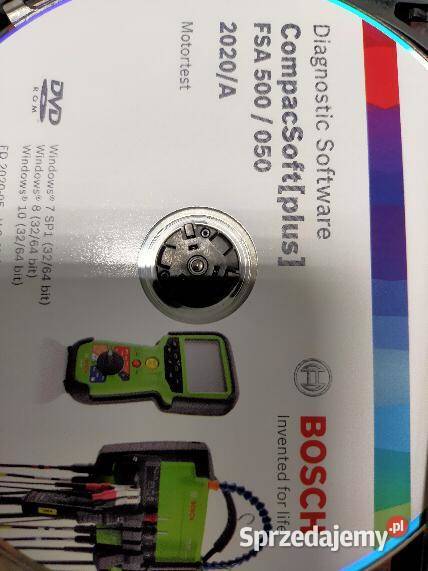 Diagnostic Software
CompacSoft[plus]
FSA 500 / 050
2020/A
Motortest
DVD
ROM
Windows® 7 SP1 (32/64 bit)
Windows® 8 (32/64 bit)
Windows® 10 (32/64 bit)
BOSCH
Invented for life
BOSCH
Sprzedajemy.pl